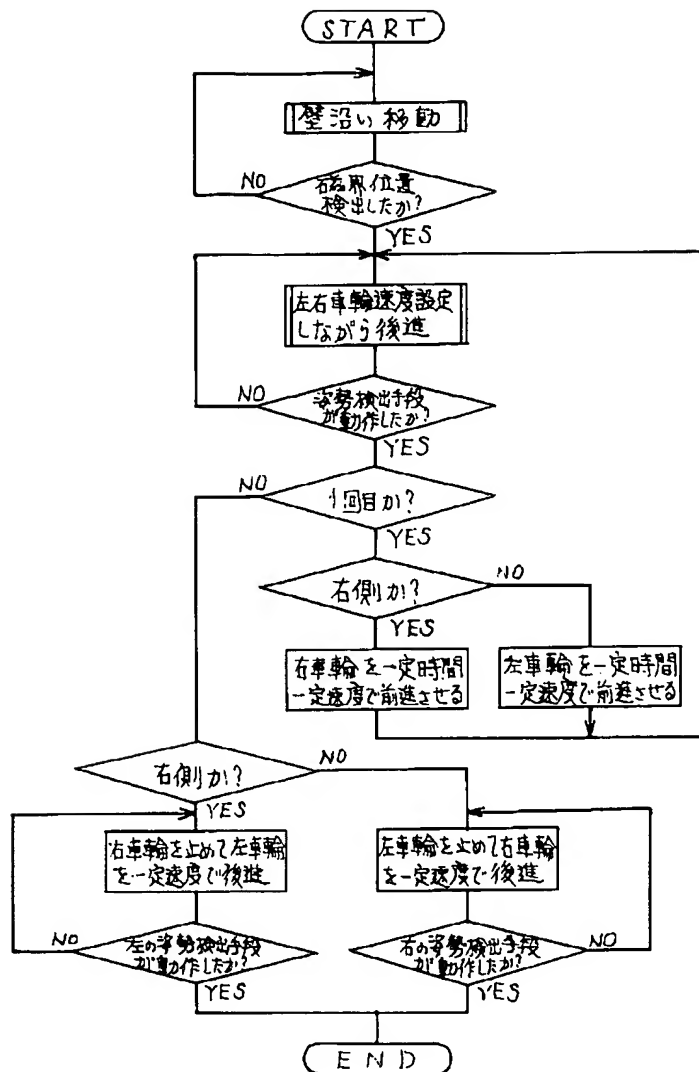 START
壁沿い移動
NO
磁界位置
検出したか?
YES
左右車輪速度設定
しながら後進
NO
姿勢検出手段
が動作したか?
YES
NO
1回目か?
YES
右側か?
NO
YES
右車輪を一定時間
一定速度で前進させる
左車輪を一定時間
一定速度で前進させる
右側か?
NO
YES
右車輪を止めて左車輪
を一定速度で後進
左車輪を止めて右車輪
を一定速度で後進
NO
左の姿勢検出手段
が動作したか?
YES
右の姿勢検出手段
が動作したか?
NO
YES
END